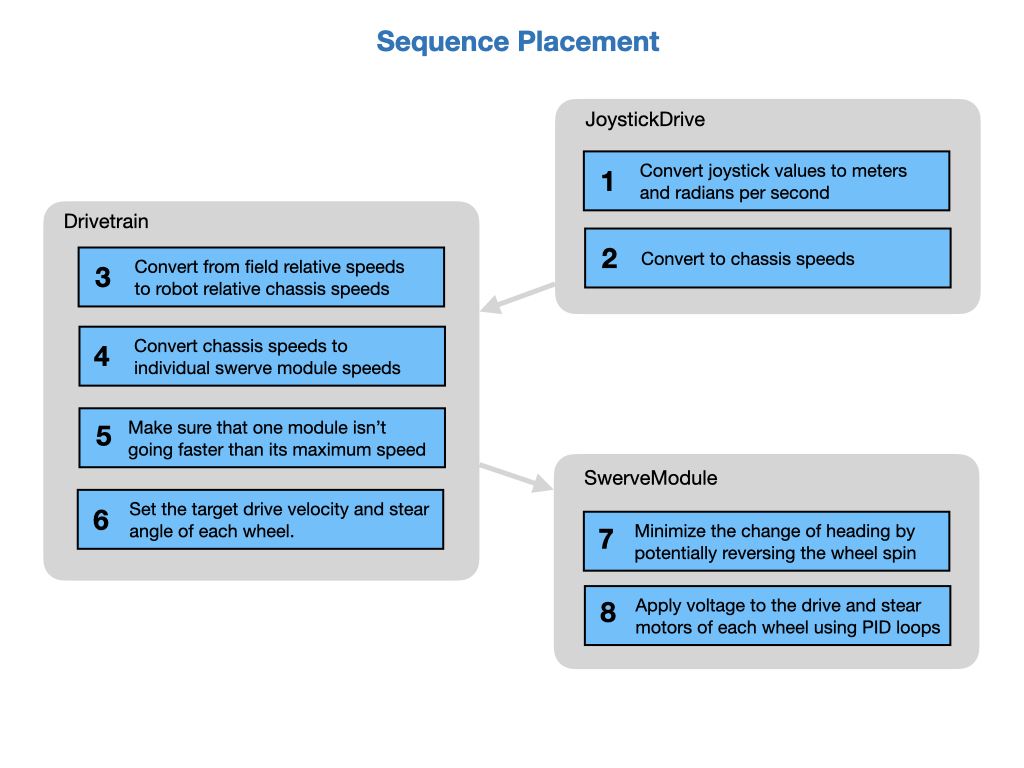 Sequence Placement
JoystickDrive
1
Convert joystick values to meters
and radians per second
2
Convert to chassis speeds
Drivetrain
3
Convert from field relative speeds
to robot relative chassis speeds
4
Convert chassis speeds to
individual swerve module speeds
5
Make sure that one module isn’t
going faster than its maximum speed
6
Set the target drive velocity and stear
angle of each wheel.
SwerveModule
7
Minimize the change of heading by
potentially reversing the wheel spin
8
Apply voltage to the drive and stear
motors of each wheel using PID loops